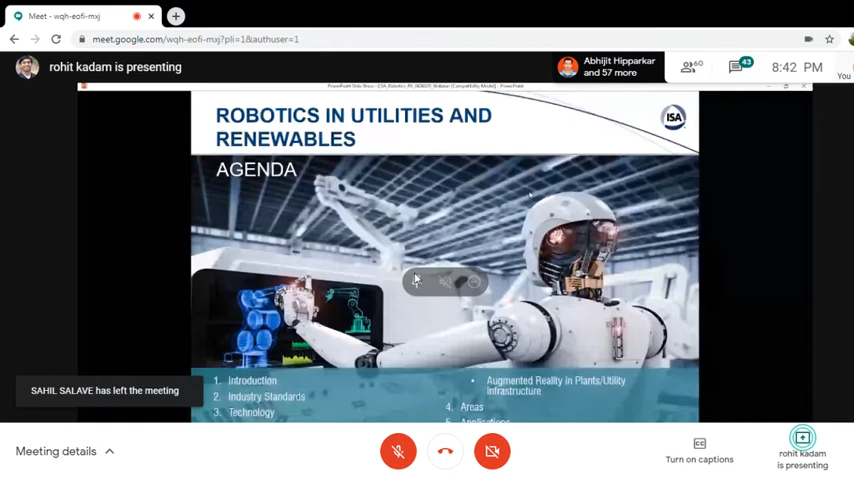 Meet - wqh-eofi-mxj
meet.google.com/wqh-eofi-mxj?pli=1&authuser=1
rohit kadam is presenting
Abhijit Hipparkar
and 57 more
60
43
8:42 PM
You
ROBOTICS IN UTILITIES AND
RENEWABLES
ISA
AGENDA
SAHIL SALAVE has left the meeting
1. Introduction
2. Industry Standards
3. Technology
• Augmented Reality in Plants/Utility
Infrastructure
4. Areas
5. Applications
Meeting details
Turn on captions
rohit kadam
is presenting